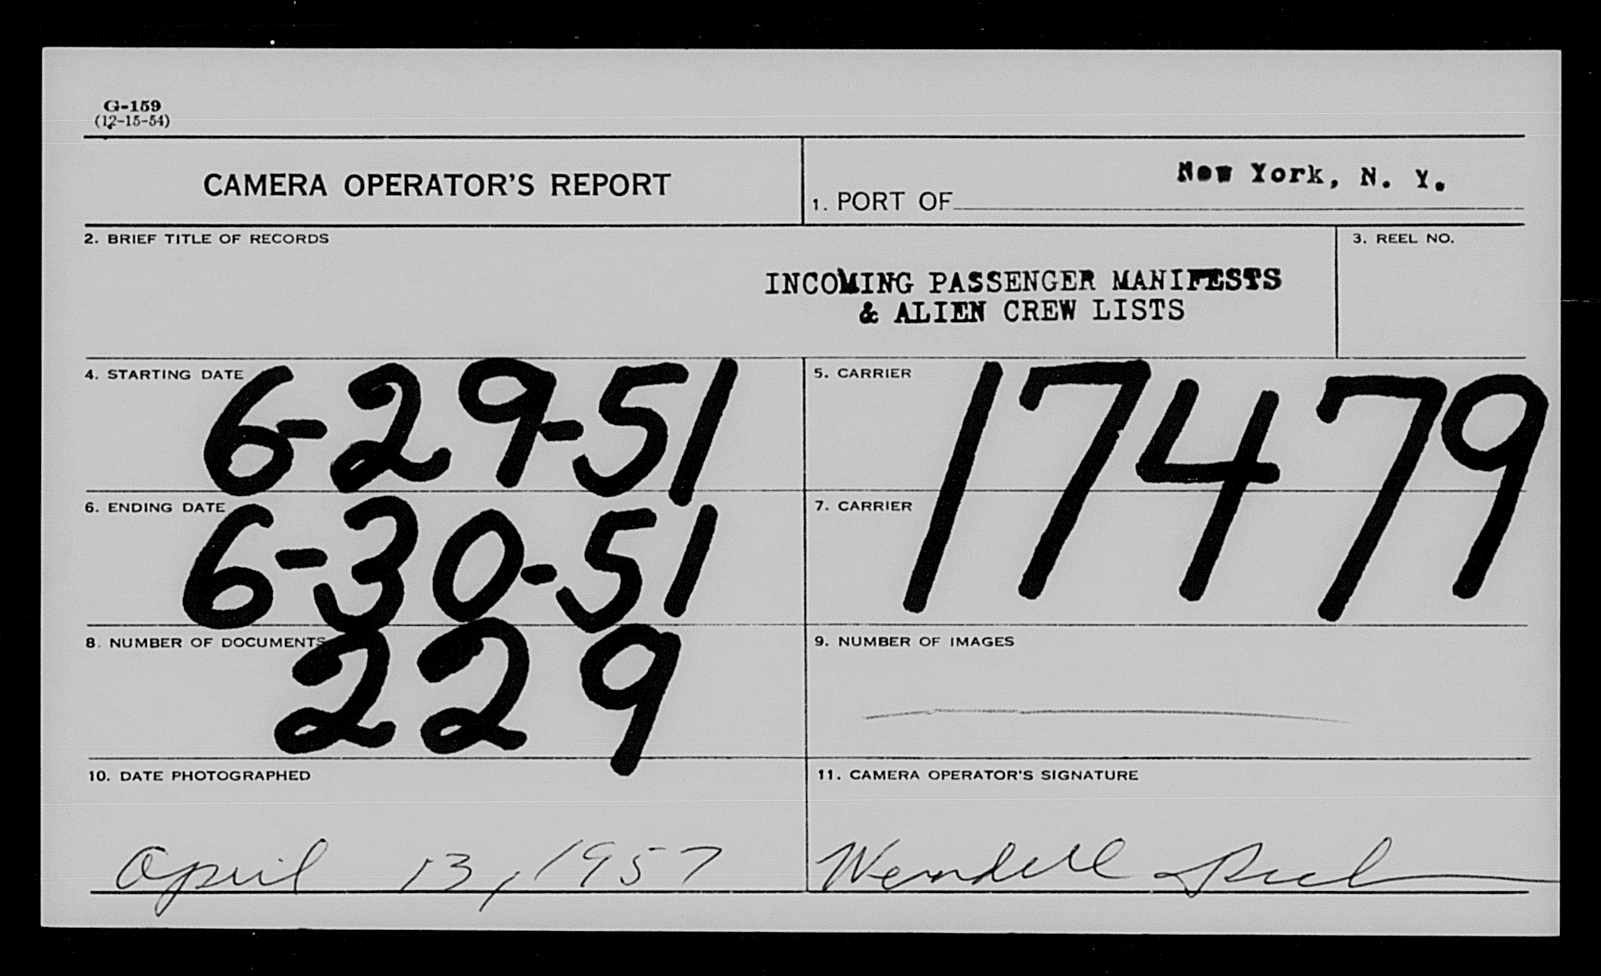 G-159
(12-15-54)
CAMERA OPERATOR'S REPORT
1. PORT OF New York, N. Y.
2. BRIEF TITLE OF RECORDS
INCOMING PASSENGER MANIFESTS
& ALIEN CREW LISTS
3. REEL NO.
4. STARTING DATE
6-29-51
5. CARRIER
17479
6. ENDING DATE
6-30-51
7. CARRIER
8. NUMBER OF DOCUMENTS
229
9. NUMBER OF IMAGES
10. DATE PHOTOGRAPHED
April 13, 1957
11. CAMERA OPERATOR'S SIGNATURE
Wendell